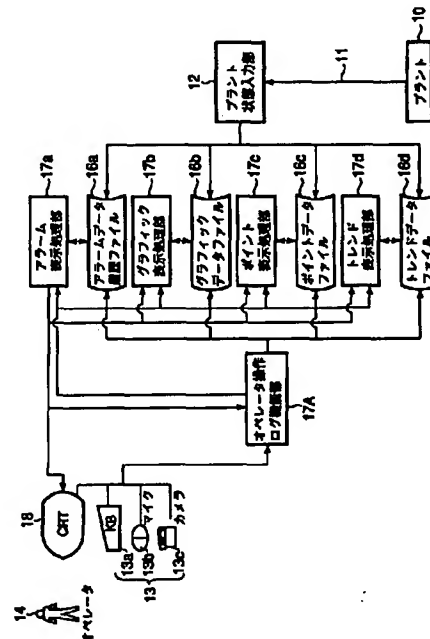 17a
アラーム
表示処理部
16a
アラームデータ
履歴ファイル
17b
グラフィック
表示処理部
16b
グラフィック
データファイル
17c
ポイント
表示処理部
16c
ポイントデータ
ファイル
17d
トレンド
表示処理部
16d
トレンドデータ
ファイル
12
プラント
状態入力部
11
10
プラント
オペレータ操作
ログ
17A
18
CRT
KB
13a
マイク
13b
カメラ
13c
13
14
オペレータ